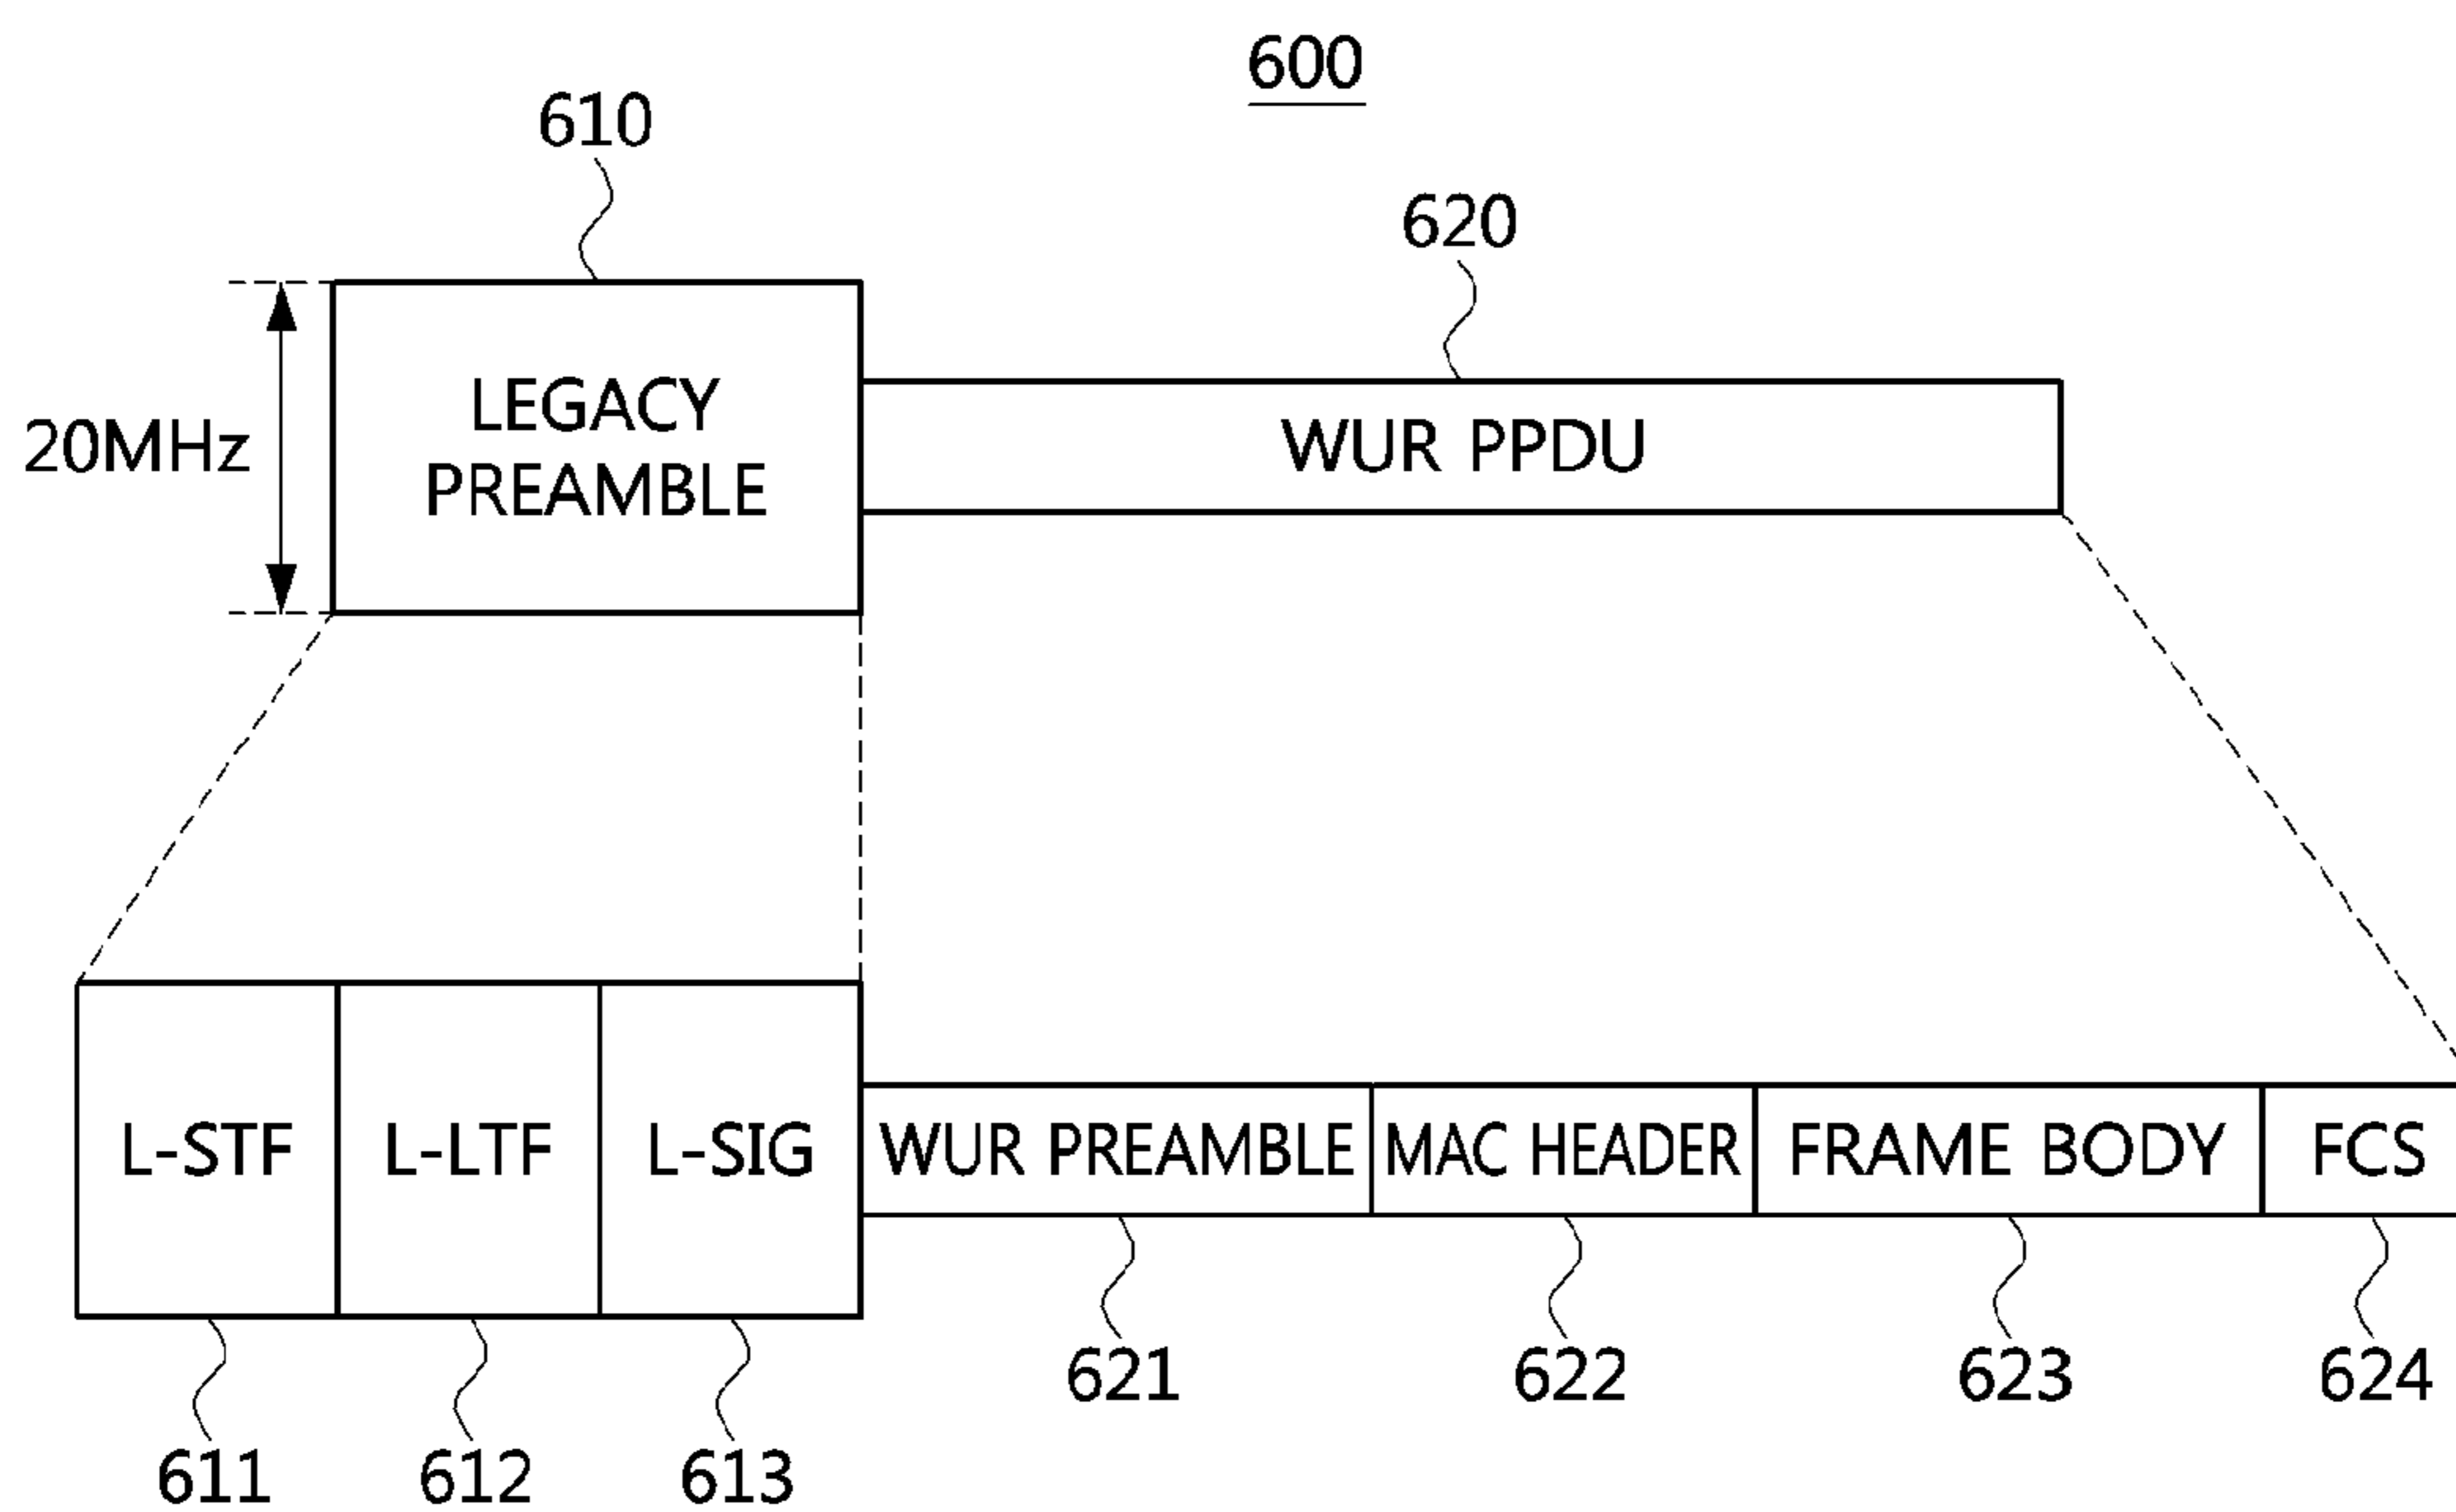 600
610
620
20MHz
LEGACY
PREAMBLE
WUR PPDU
L-STF
L-LTF
L-SIG
WUR PREAMBLE
MAC HEADER
FRAME BODY
FCS
621
622
623
624
611
612
613